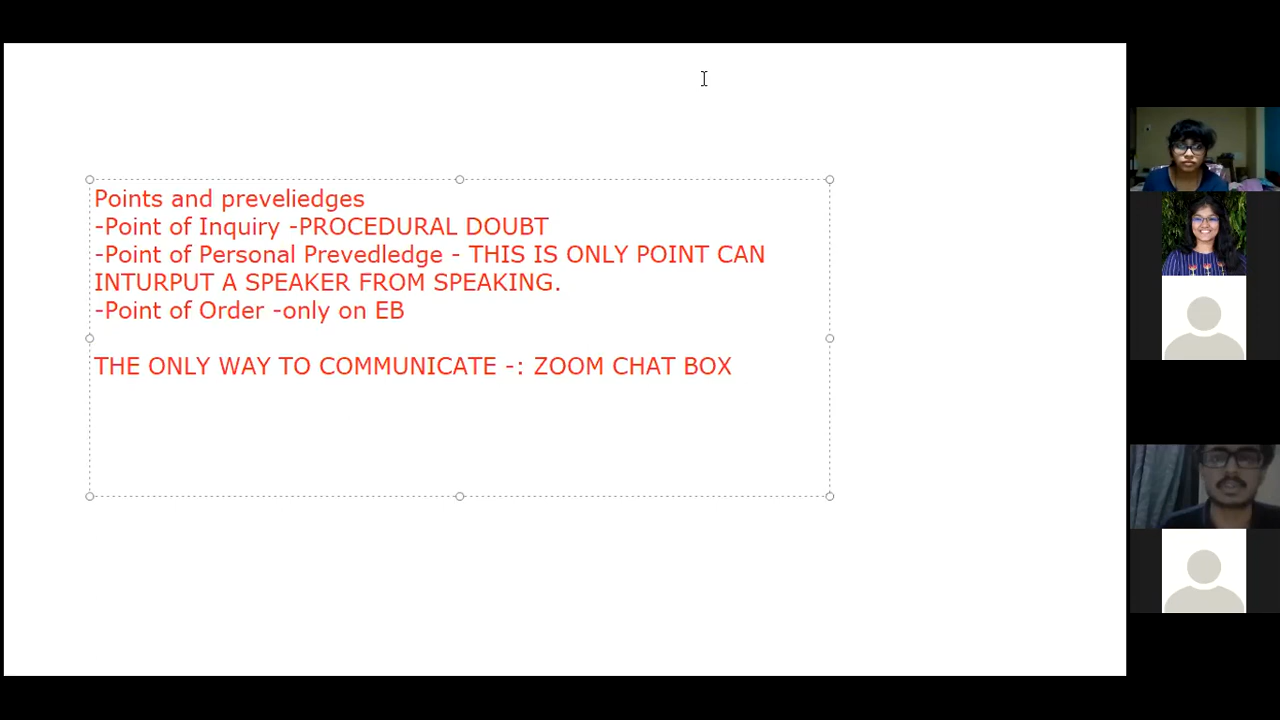 Points and preveliedges
-Point of Inquiry -PROCEDURAL DOUBT
-Point of Personal Prevedledge - THIS IS ONLY POINT CAN
INTURPUT A SPEAKER FROM SPEAKING.
-Point of Order -only on EB
THE ONLY WAY TO COMMUNICATE -: ZOOM CHAT BOX